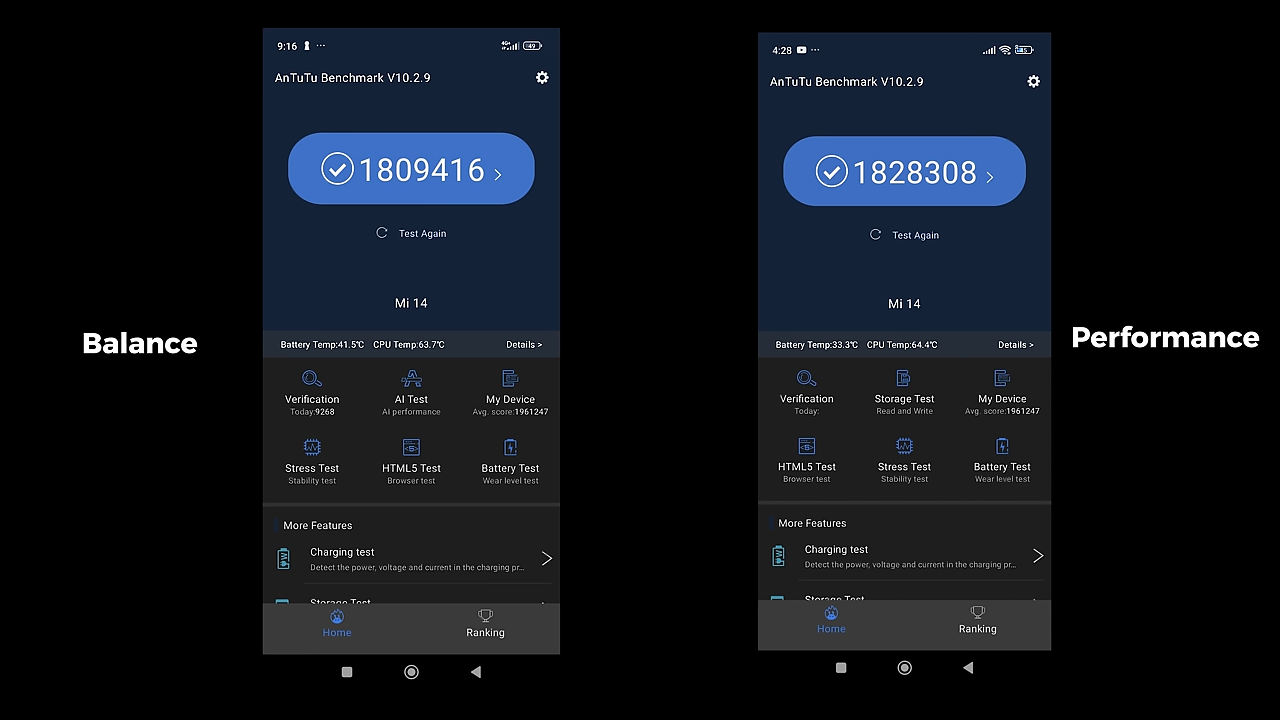 Balance
9:16
4G+
49
AnTuTu Benchmark V10.2.9
1809416 >
Test Again
Mi 14
Battery Temp:41.5℃ CPU Temp:63.7℃ Details >
Verification AI Test My Device
Today:9268 AI performance Avg. score:1961247
Stress Test HTML5 Test Battery Test
Stability test Browser test Wear level test
More Features
Charging test
Detect the power, voltage and current in the charging pr...
Storage Test
Home Ranking
4:28
AnTuTu Benchmark V10.2.9
1828308 >
Test Again
Mi 14
Battery Temp:33.3℃ CPU Temp:64.4℃ Details >
Verification Storage Test My Device
Today: Read and Write Avg. score:1961247
HTML5 Test Stress Test Battery Test
Browser test Stability test Wear level test
More Features
Charging test
Detect the power, voltage and current in the charging pr...
Storage Test
Home Ranking
Performance